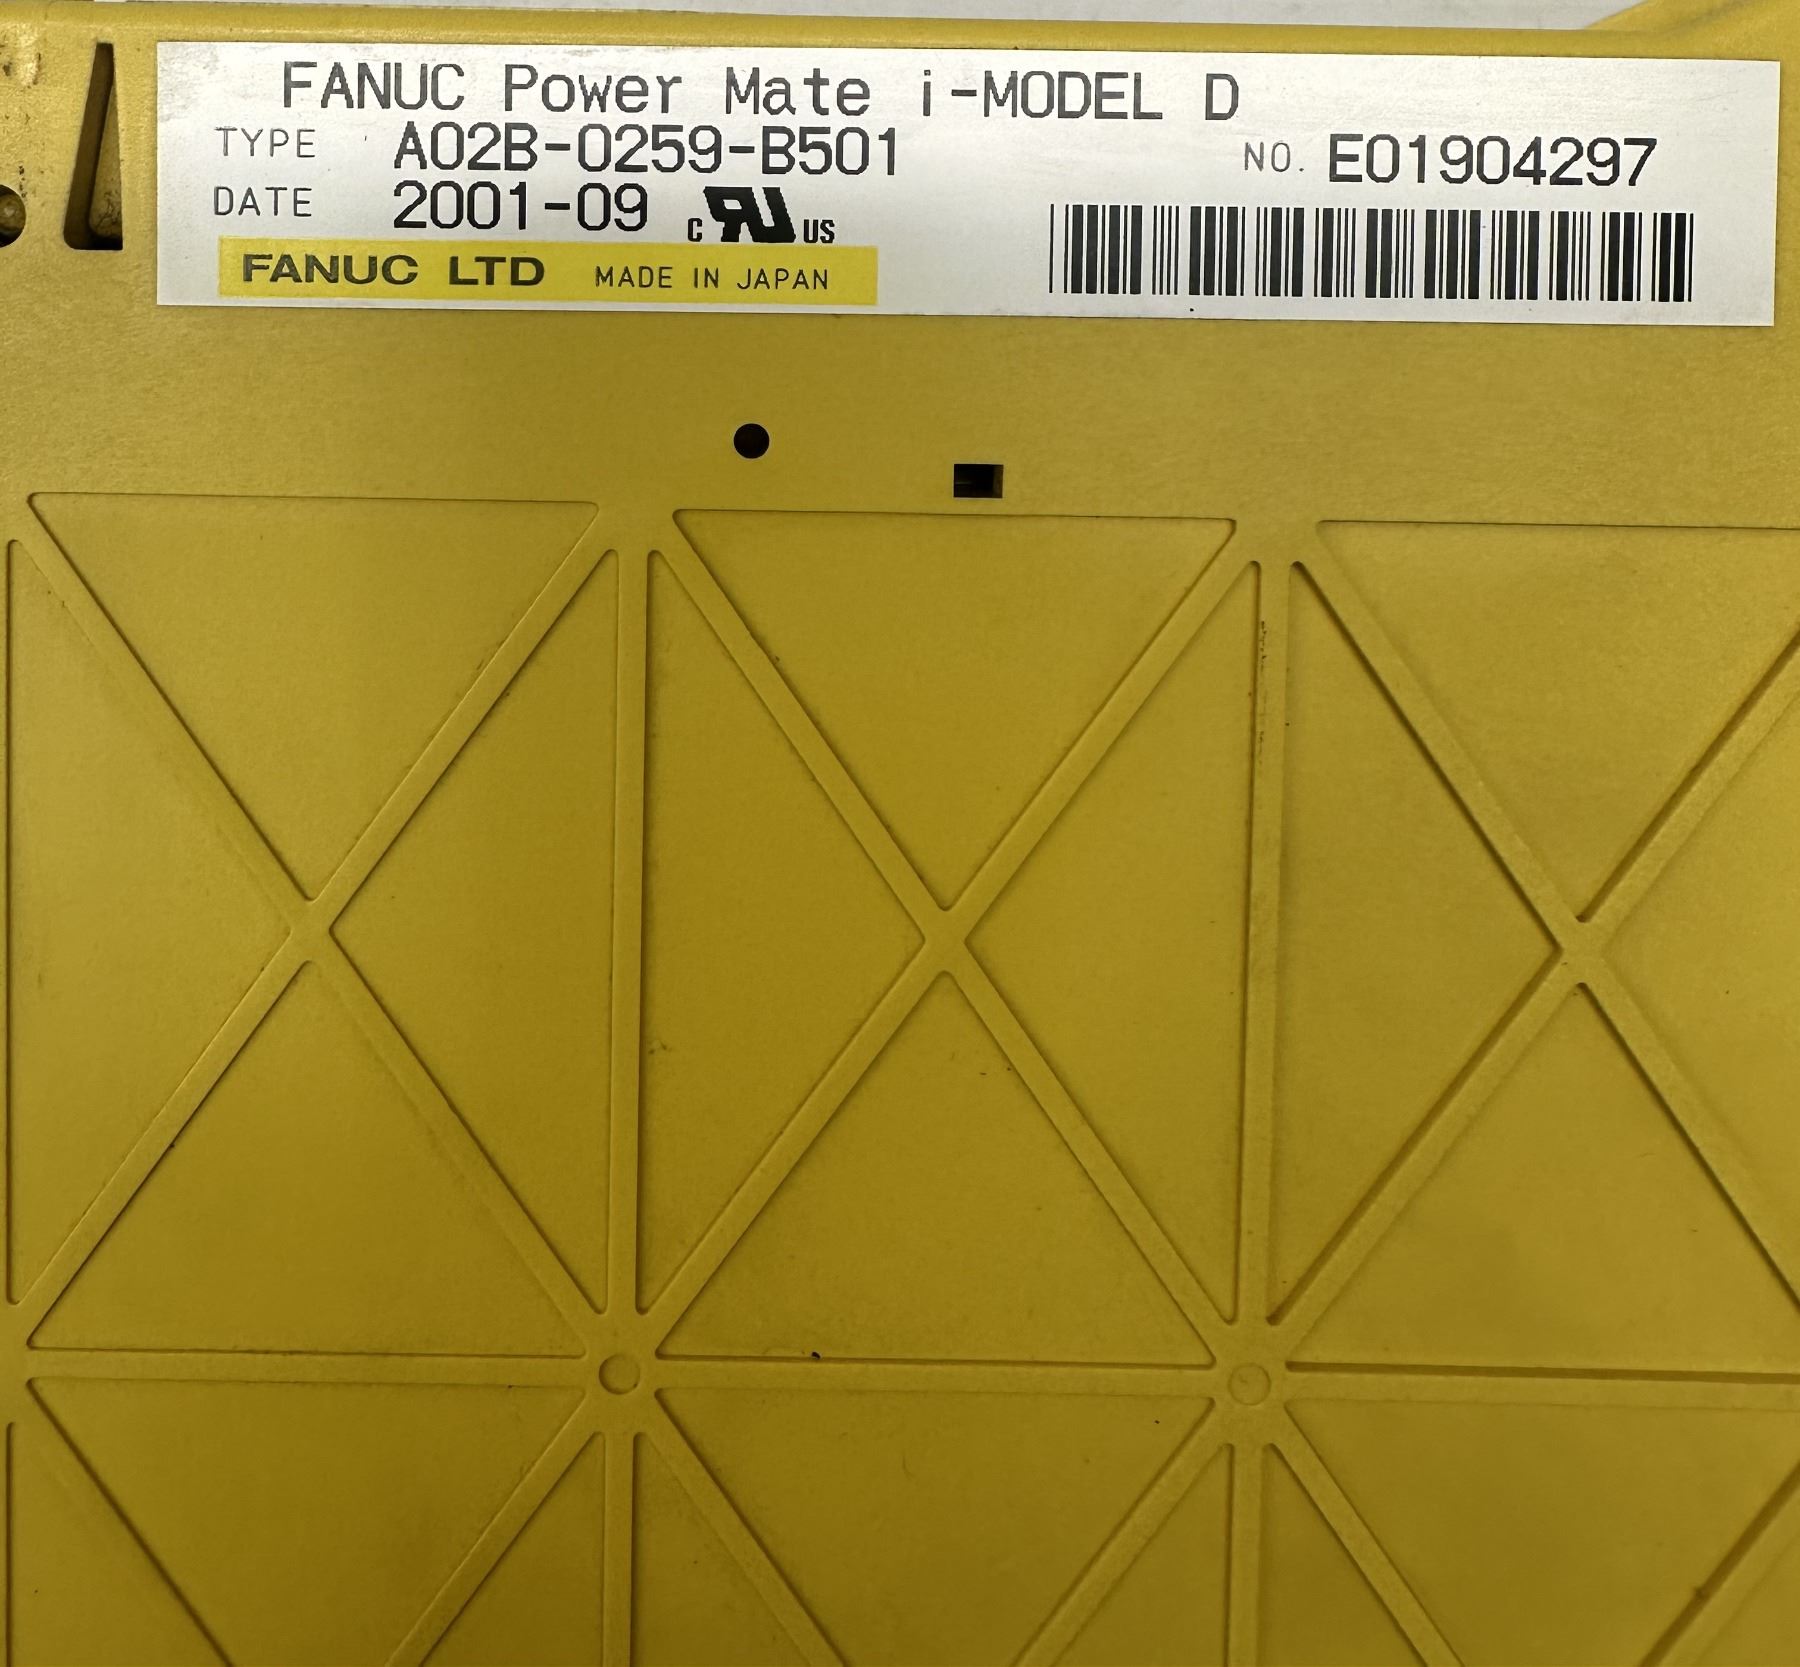 FANUC Power Mate i-MODEL D
TYPE A02B-0259-B501
NO. E01904297
DATE 2001-09 c RU US
FANUC LTD MADE IN JAPAN